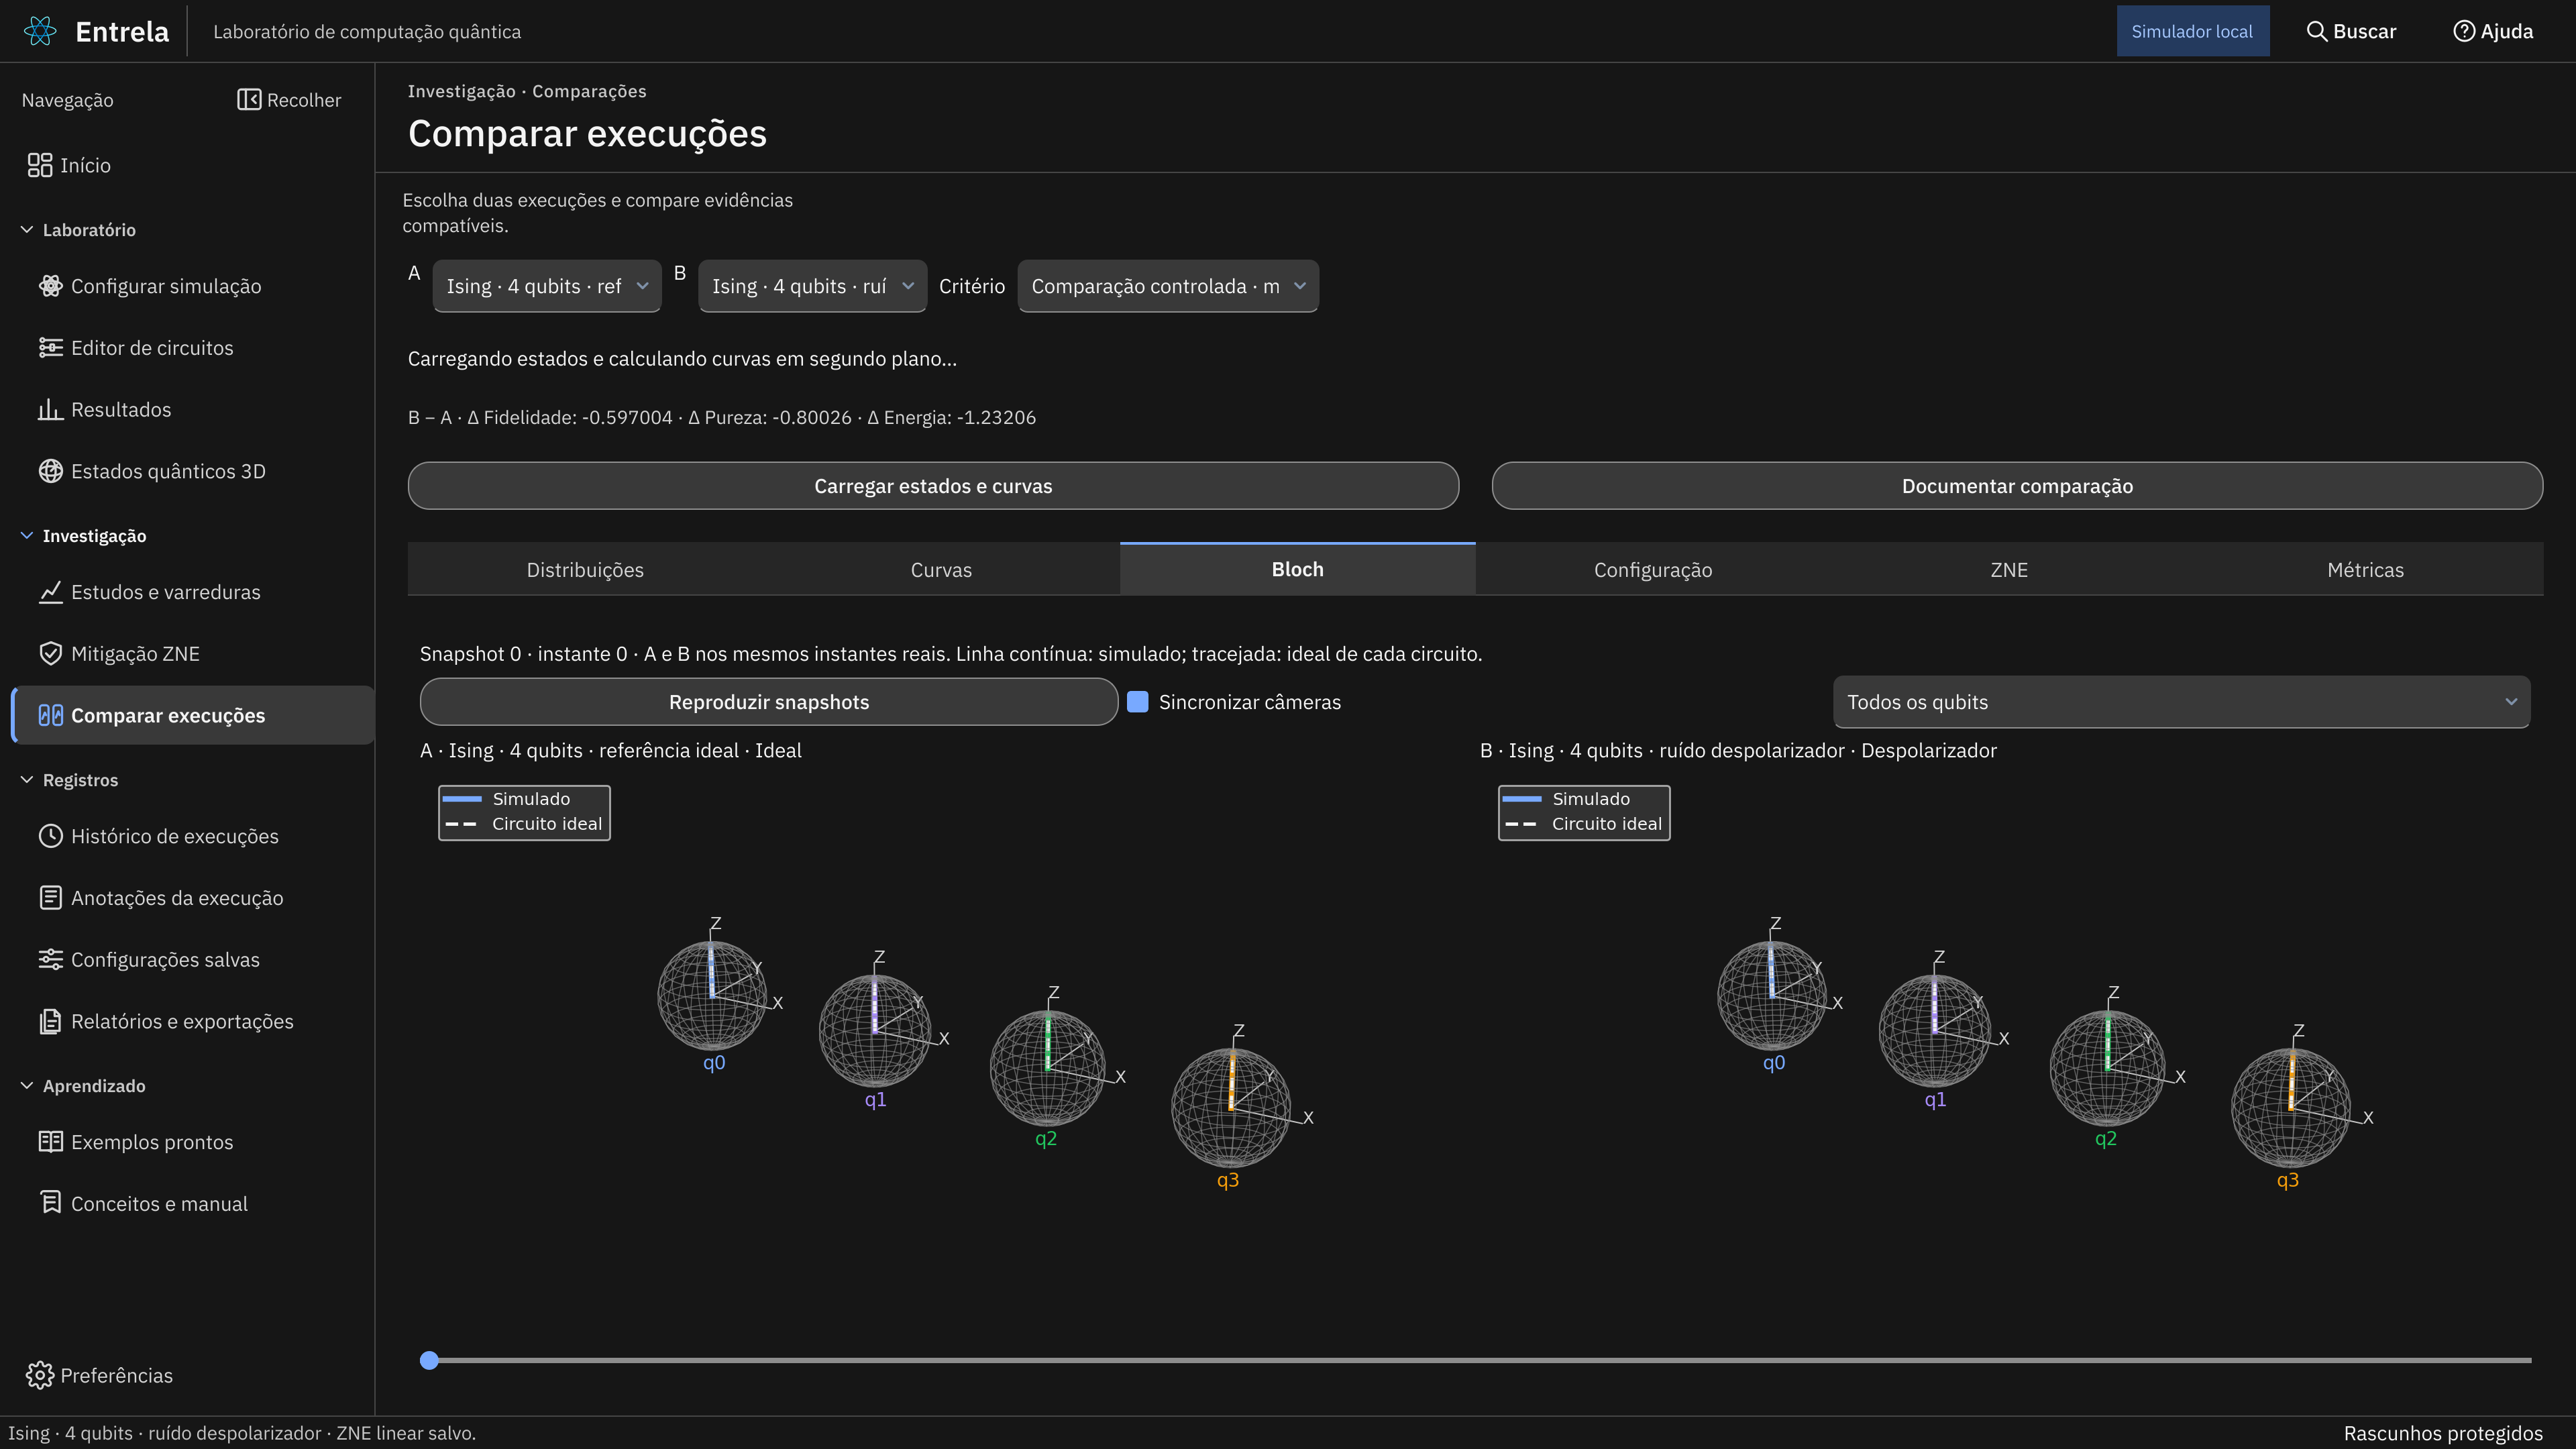 Entrela
Laboratório de computação quântica
Simulador local
Buscar
Ajuda
Navegação
Recolher
Início
Laboratório
Configurar simulação
Editor de circuitos
Resultados
Estados quânticos 3D
Investigação
Estudos e varreduras
Mitigação ZNE
Comparar execuções
Registros
Histórico de execuções
Anotações da execução
Configurações salvas
Relatórios e exportações
Aprendizado
Exemplos prontos
Conceitos e manual
Preferências
Investigação · Comparações
Comparar execuções
Escolha duas execuções e compare evidências
compatíveis.
A
Ising · 4 qubits · ref
B
Ising · 4 qubits · ruí
Critério
Comparação controlada · m
Carregando estados e calculando curvas em segundo plano...
B − A · Δ Fidelidade: -0.597004 · Δ Pureza: -0.80026 · Δ Energia: -1.23206
Carregar estados e curvas
Documentar comparação
Distribuições
Curvas
Bloch
Configuração
ZNE
Métricas
Snapshot 0 · instante 0 · A e B nos mesmos instantes reais. Linha contínua: simulado; tracejada: ideal de cada circuito.
Reproduzir snapshots
Sincronizar câmeras
Todos os qubits
A · Ising · 4 qubits · referência ideal · Ideal
Simulado
Circuito ideal
Z
Y
X
q0
Z
Y
X
q1
Z
Y
X
q2
Z
Y
X
q3
B · Ising · 4 qubits · ruído despolarizador · Despolarizador
Simulado
Circuito ideal
Z
Y
X
q0
Z
Y
X
q1
Z
Y
X
q2
Z
Y
X
q3
Ising · 4 qubits · ruído despolarizador · ZNE linear salvo.
Rascunhos protegidos